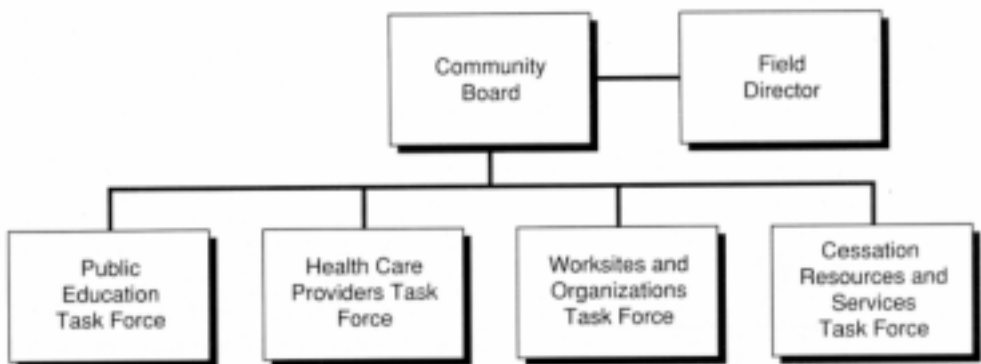 Community
Board
Field
Director
Public
Education
Task Force
Health Care
Providers Task
Force
Worksites and
Organizations
Task Force
Cessation
Resources and
Services
Task Force